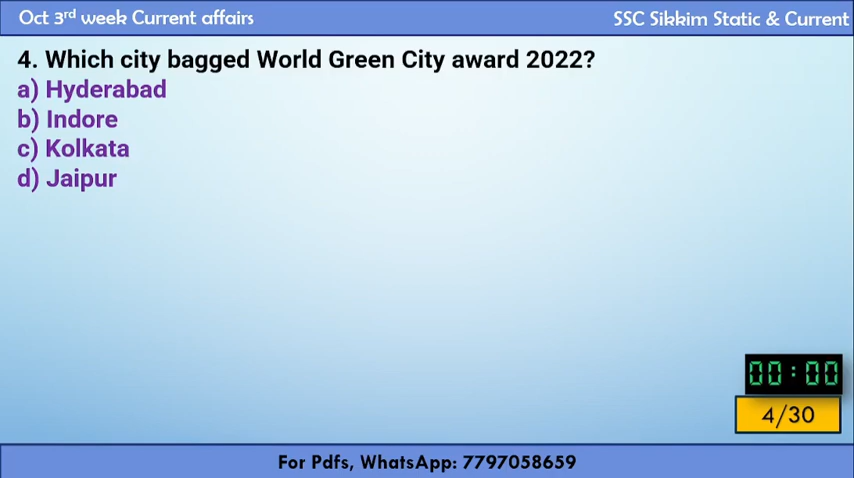 Oct 3rd week Current affairs
SSC Sikkim Static & Current
4. Which city bagged World Green City award 2022?
a) Hyderabad
b) Indore
c) Kolkata
d) Jaipur
00:00
4/30
For Pdfs, WhatsApp: 7797058659